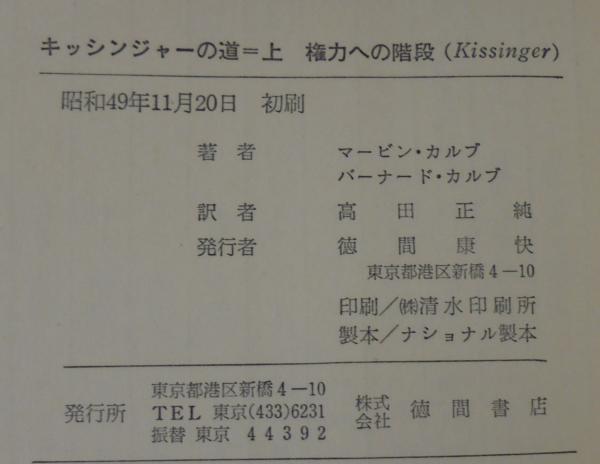 キッシンジャーの道=上 権力への階段 (Kissinger)
昭和49年11月20日 初刷
著者 マービン・カルブ
バーナード・カルブ
訳者 高田正純
発行者 徳間康快
東京都港区新橋4-10
印刷/㈱清水印刷所
製本/ナショナル製本
発行所 東京都港区新橋4-10
TEL 東京(433)6231
振替 東京 44392
株式会社 徳間書店